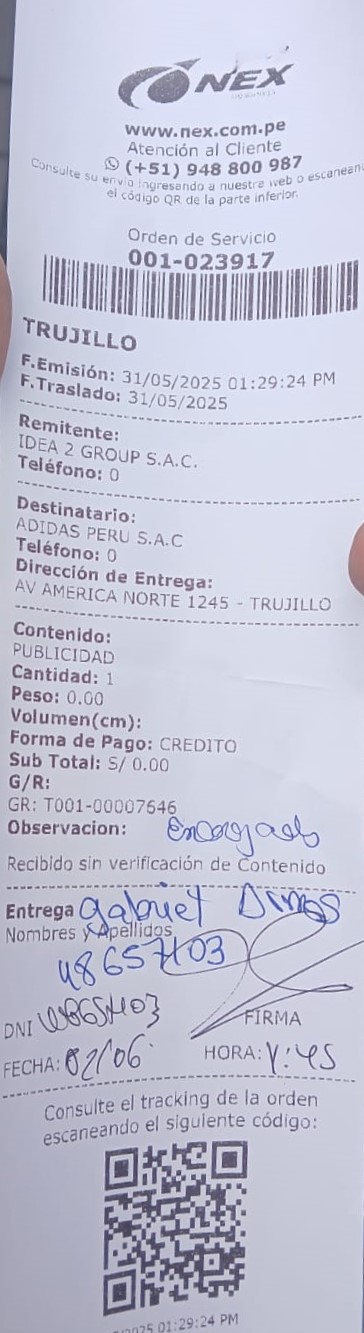 NEX
www.nex.com.pe
Atención al Cliente
(+51) 948 800 987
Consulte su envio ingresando a nuestra web o escanean
el código QR de la parte inferior.
Orden de Servicio
001-023917
TRUJILLO
F.Emisión: 31/05/2025 01:29:24 PM
F.Traslado: 31/05/2025
Remitente:
IDEA 2 GROUP S.A.C.
Teléfono: 0
Destinatario:
ADIDAS PERU S.A.C
Teléfono: 0
Dirección de Entrega:
AV AMERICA NORTE 1245 - TRUJILLO
Contenido:
PUBLICIDAD
Cantidad: 1
Peso: 0.00
Volumen(cm):
Forma de Pago: CREDITO
Sub Total: S/ 0.00
G/R:
GR: T001-00007646
Observacion:
Recibido sin verificación de Contenido
Entrega Gabriel
Nombres y Apellidos
FIRMA
DNI
FECHA: 02/06
HORA:
Consulte el tracking de la orden
escaneando el siguiente código:
2025 01:29:24 PM